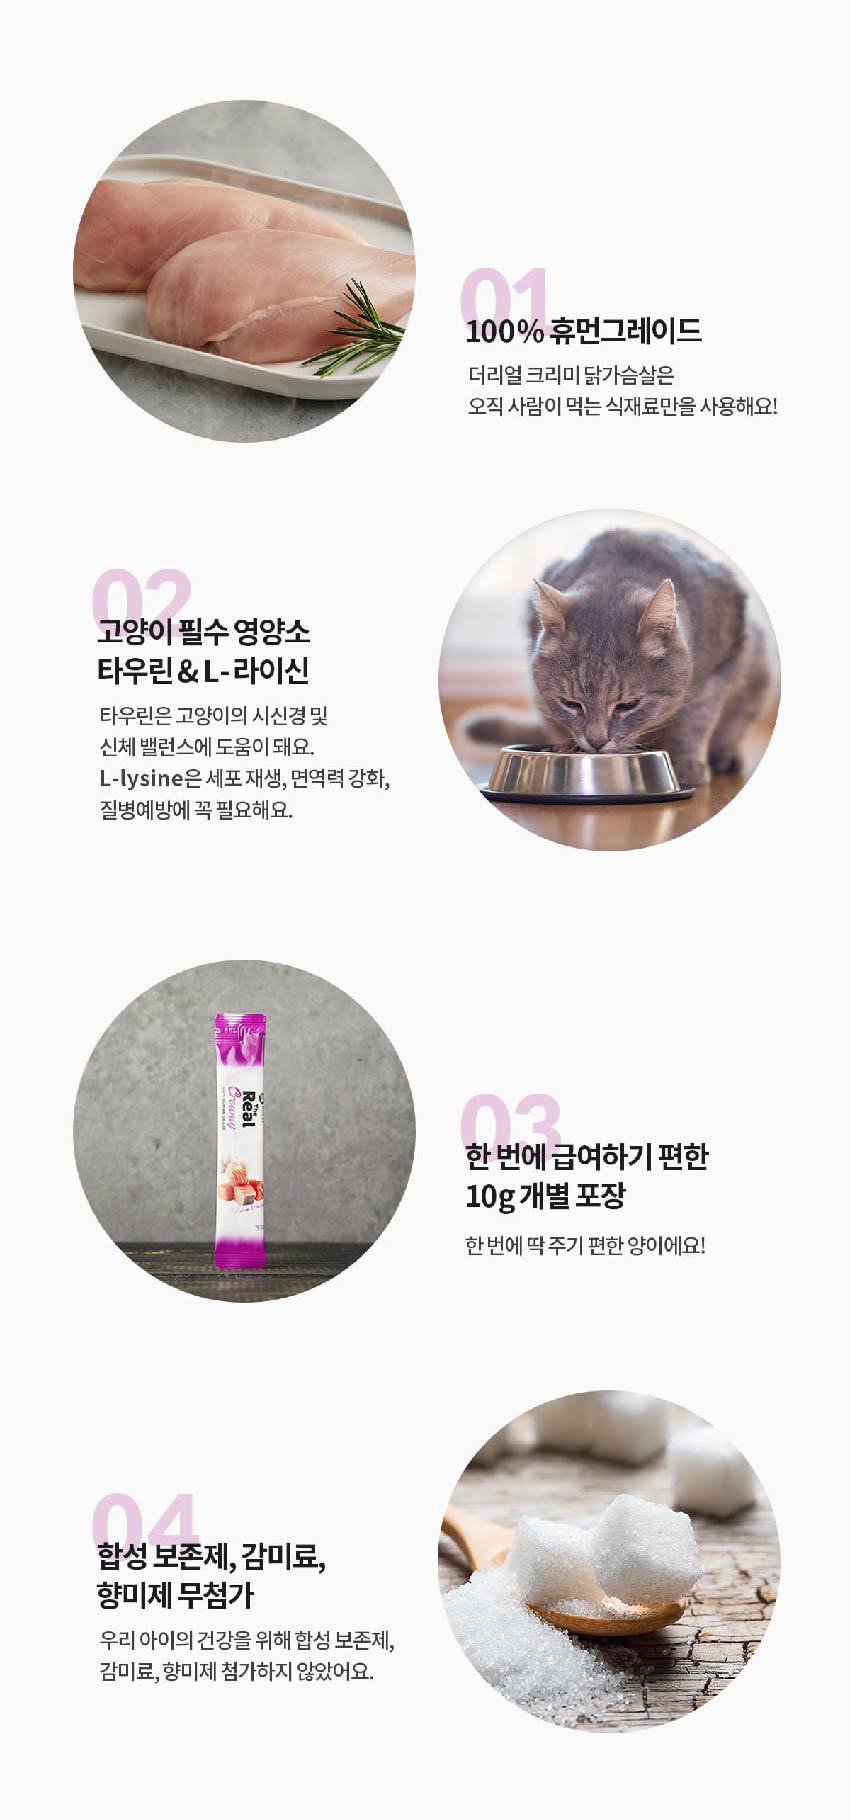 01
100% 휴먼그레이드
더리얼 크리미 닭가슴살은
오직 사람이 먹는 식재료만을 사용해요!
02
고양이 필수 영양소
타우린 & L- 라이신
타우린은 고양이의 시신경 및
신체 밸런스에 도움이 돼요.
L-lysine은 세포 재생, 면역력 강화,
질병예방에 꼭 필요해요.
The
Real
Creamy
03
한 번에 급여하기 편한
10g 개별 포장
한 번에 딱 주기 편한 양이에요!
04
합성 보존제, 감미료,
향미제 무첨가
우리 아이의 건강을 위해 합성 보존제,
감미료, 향미제 첨가하지 않았어요.